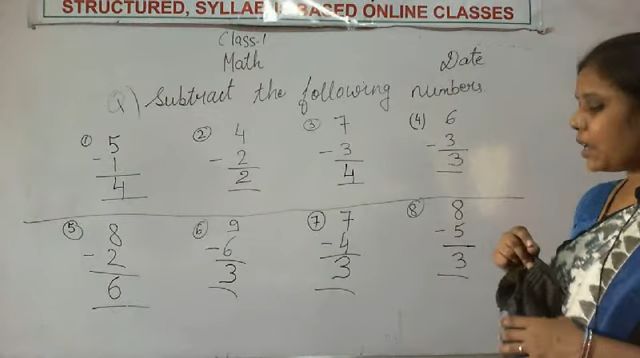 STRUCTURED, SYLLABUS BASED ONLINE CLASSES
Class-1
Math Date
Q) Subtract the following numbers.
① 5 ② 4 ③ 7 (4) 6
- 1 - 2 - 3 - 3
4 2 4 3
⑤ 8 ⑥ 9 ⑦ 7 ⑧ 8
- 2 - 6 - 4 - 5
6 3 3 3